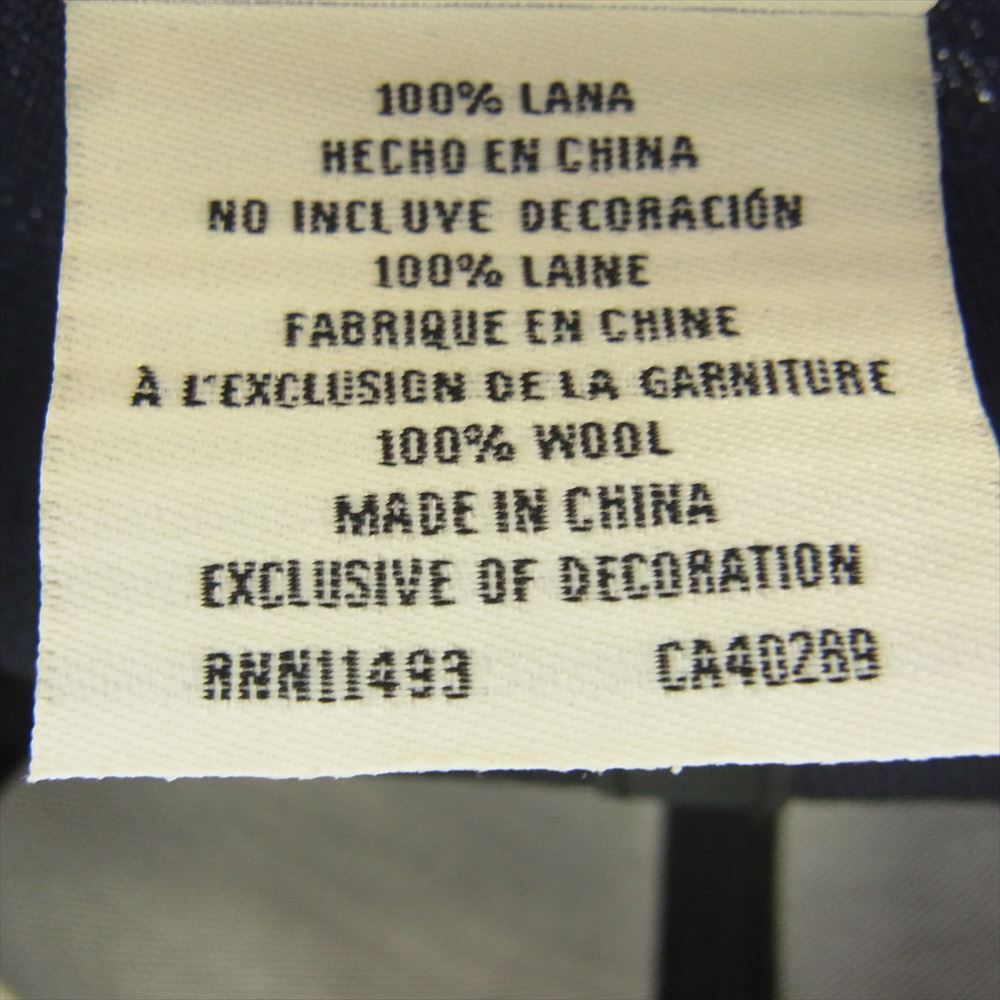 100% LANA
HECHO EN CHINA
NO INCLUYE DECORACIÓN
100% LAINE
FABRIQUE EN CHINE
À L'EXCLUSION DE LA GARNITURE
100% WOOL
MADE IN CHINA
EXCLUSIVE OF DECORATION
RNN11493 CA40289